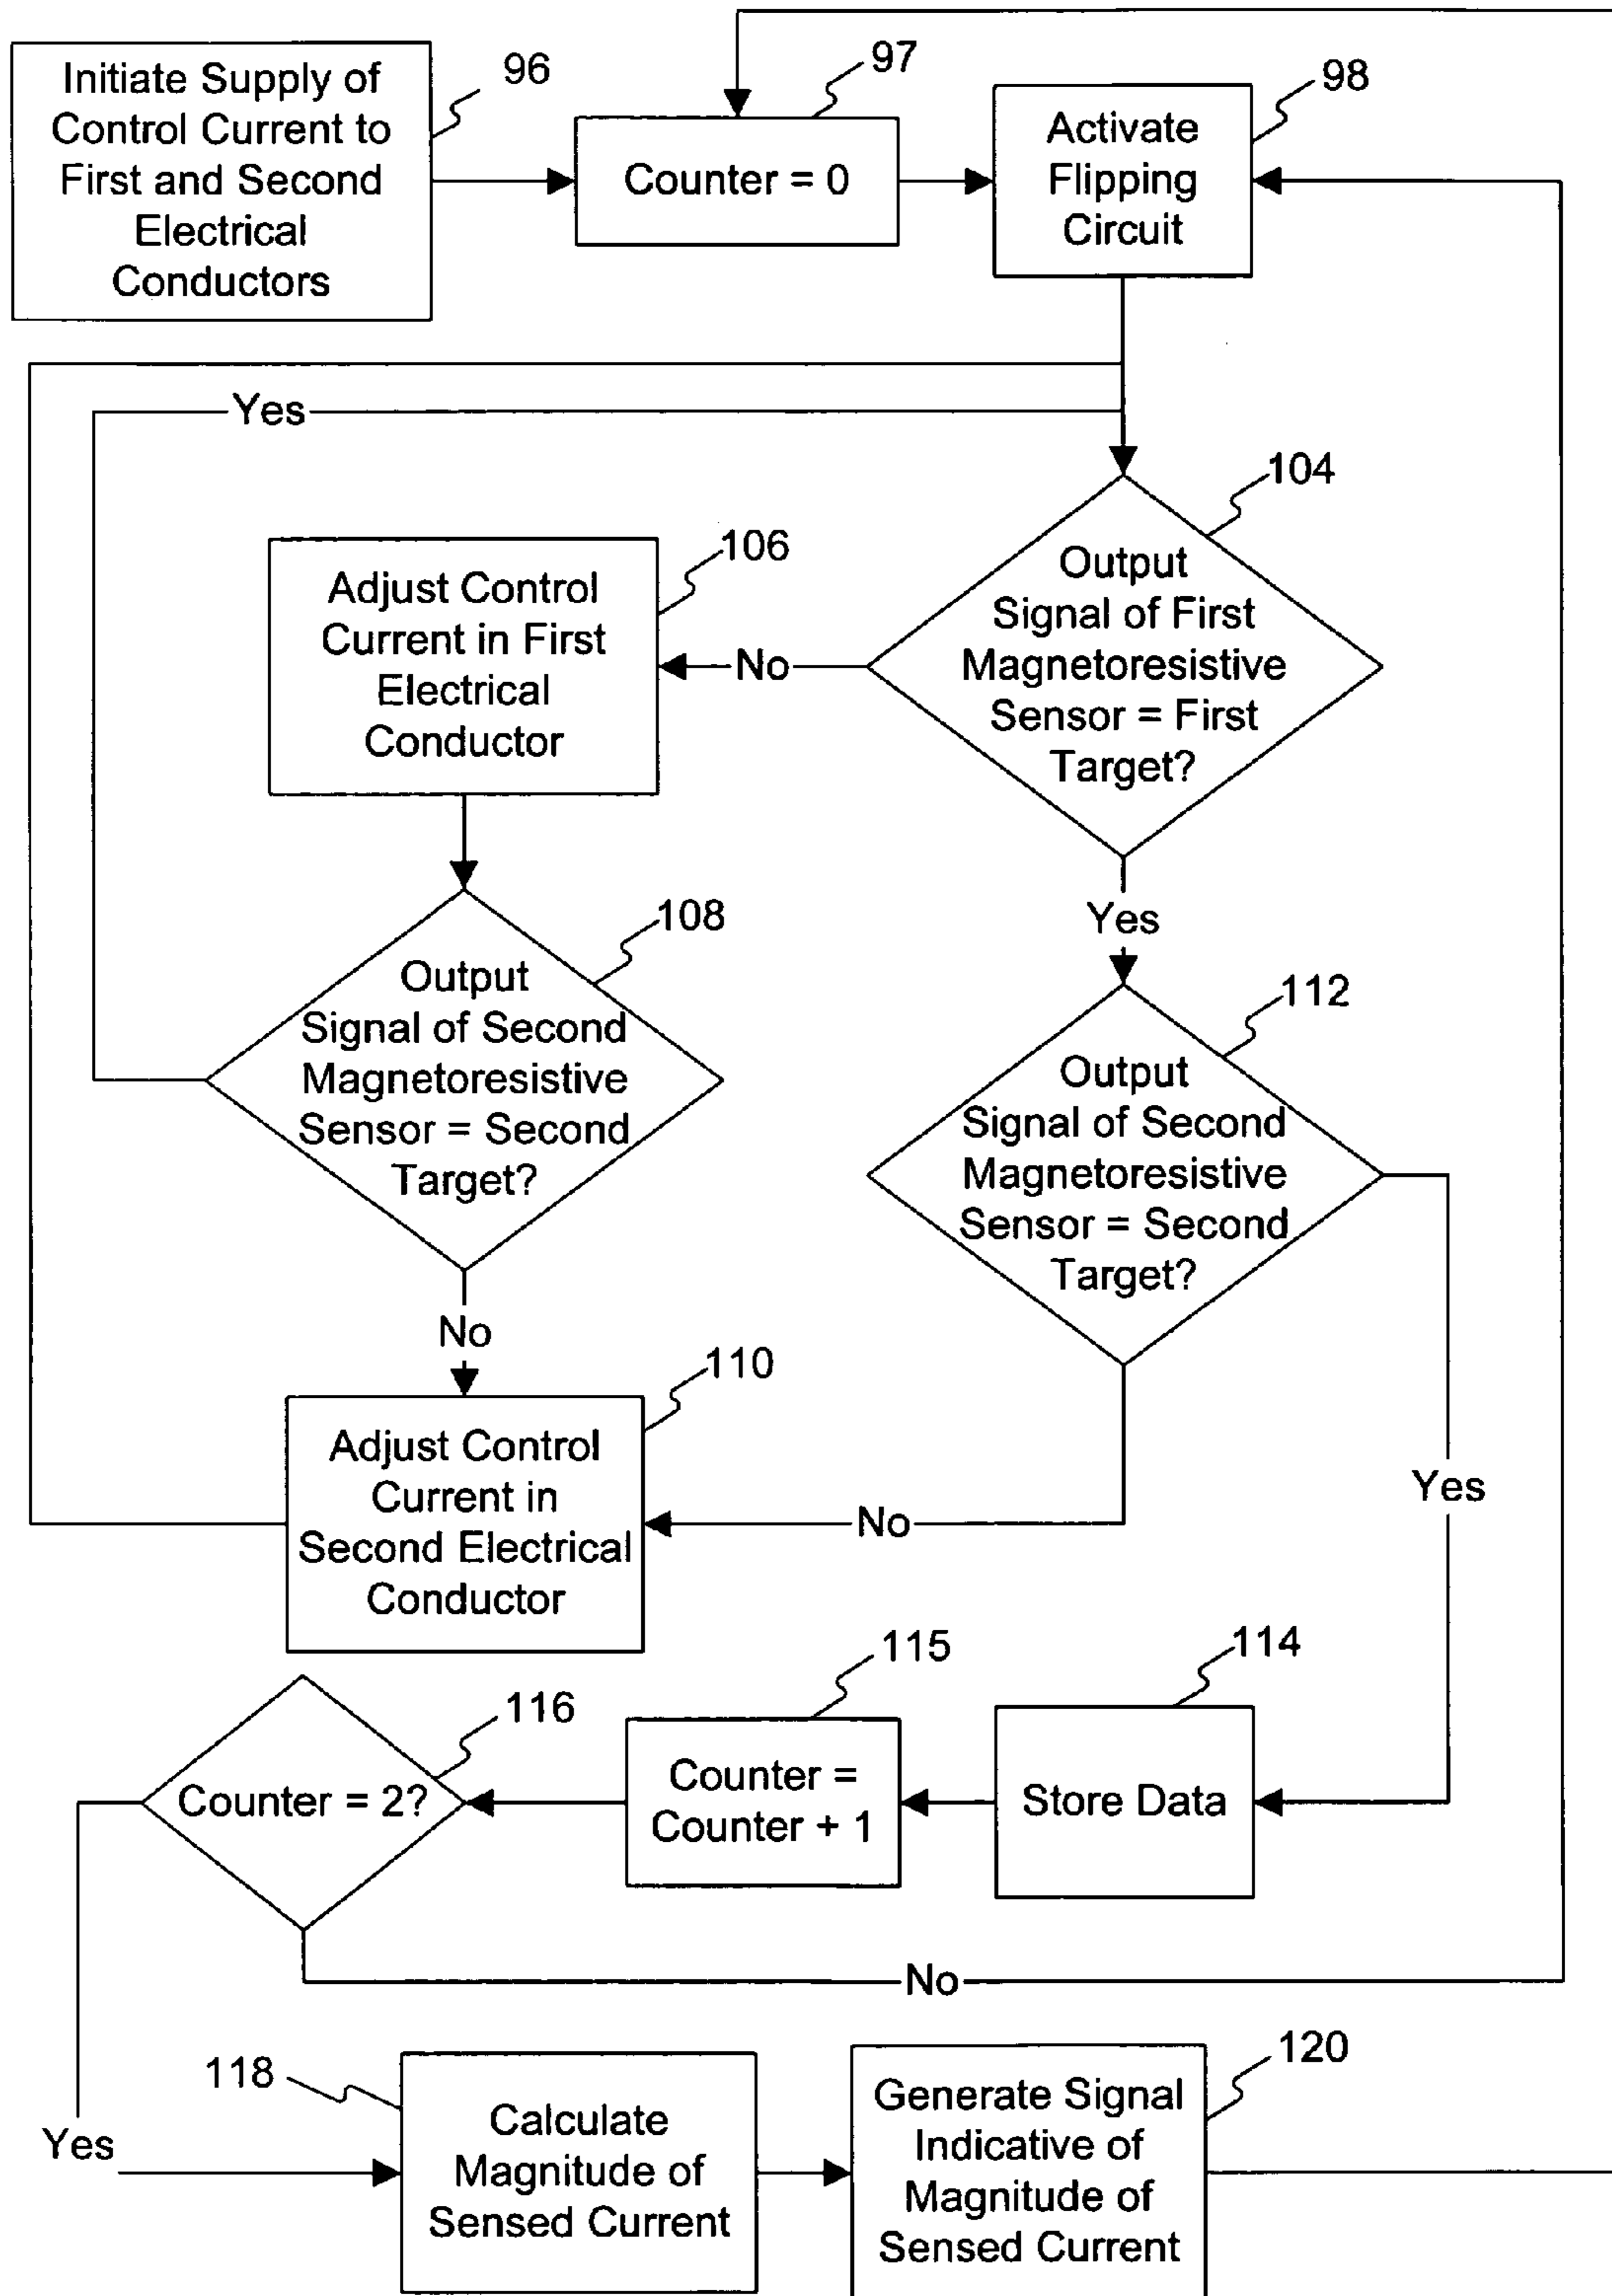 Initiate Supply of
Control Current to
First and Second
Electrical
Conductors
96
Counter = 0
97
Activate
Flipping
Circuit
98
Yes
Output
Signal of First
Magnetoresistive
Sensor = First
Target?
104
No
Adjust Control
Current in First
Electrical
Conductor
106
Yes
Output
Signal of Second
Magnetoresistive
Sensor = Second
Target?
108
Output
Signal of Second
Magnetoresistive
Sensor = Second
Target?
112
No
Adjust Control
Current in
Second Electrical
Conductor
110
No
Yes
Store Data
114
Counter =
Counter + 1
115
Counter = 2?
116
No
Yes
Calculate
Magnitude of
Sensed Current
118
Generate Signal
Indicative of
Magnitude of
Sensed Current
120